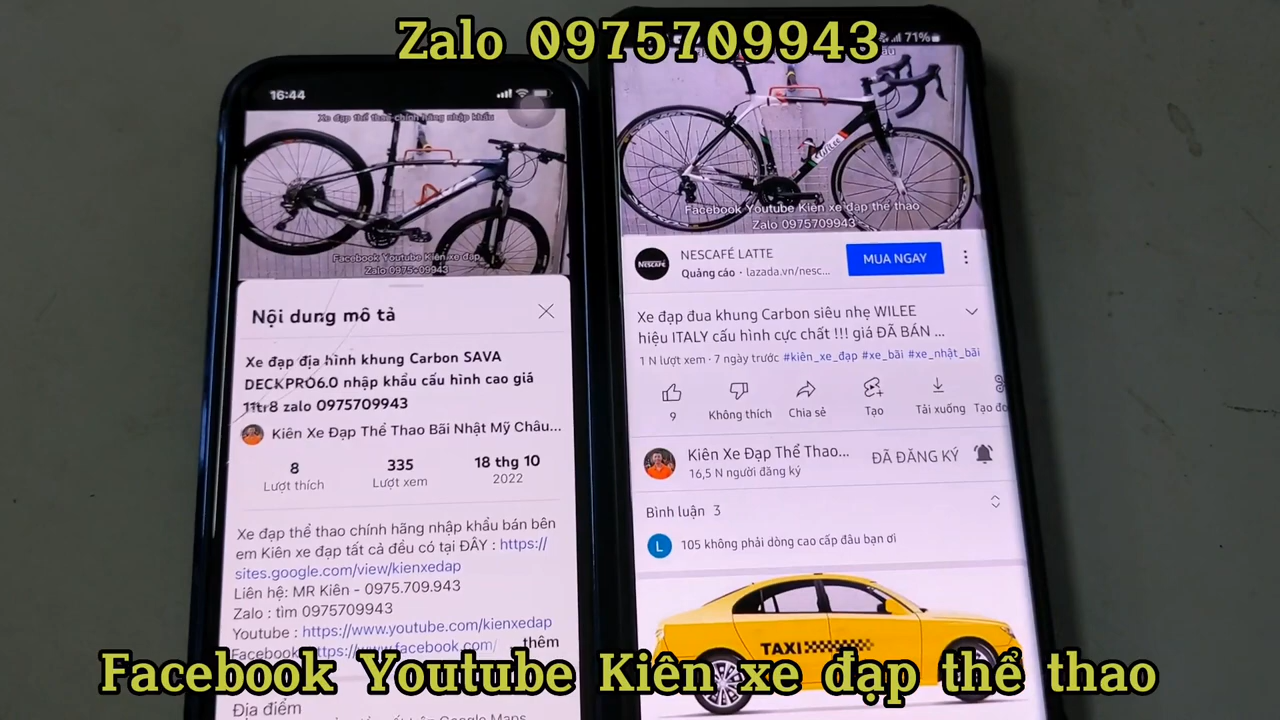 Zalo 0975709943
16:44
Xe đạp thể thao chính hãng nhập khẩu
Facebook Youtube Kiên xe đạp
Zalo 0975709943
Nội dung mô tả
Xe đạp địa hình khung Carbon SAVA
DECKPRO6.0 nhập khẩu cấu hình cao giá
11tr8 zalo 0975709943
Kiên Xe Đạp Thể Thao Bãi Nhật Mỹ Châu...
8
Lượt thích
335
Lượt xem
18 thg 10
2022
Xe đạp thể thao chính hãng nhập khẩu bán bên
em Kiên xe đạp tất cả đều có tại ĐÂY : https://
sites.google.com/view/kienxedap
Liên hệ: MR Kiên - 0975.709.943
Zalo : tìm 0975709943
Youtube : https://www.youtube.com/kienxedap
Facebook: https://www.facebook.com/ ...thêm
Địa điểm
71%
Facebook Youtube Kiên xe đạp thể thao
Zalo 0975709943
NESCAFÉ
NESCAFÉ LATTE
Quảng cáo · lazada.vn/nesc...
MUA NGAY
Xe đạp đua khung Carbon siêu nhẹ WILEE
hiệu ITALY cấu hình cực chất !!! giá ĐÃ BÁN ...
1 N lượt xem · 7 ngày trước #kiên_xe_đạp #xe_bãi #xe_nhật_bãi
9
Không thích
Chia sẻ
Tạo
Tải xuống
Tạo đo
Kiên Xe Đạp Thể Thao...
16,5 N người đăng ký
ĐÃ ĐĂNG KÝ
Bình luận 3
L
105 không phải dòng cao cấp đâu bạn ơi
TAXI
Facebook Youtube Kiên xe đạp thể thao